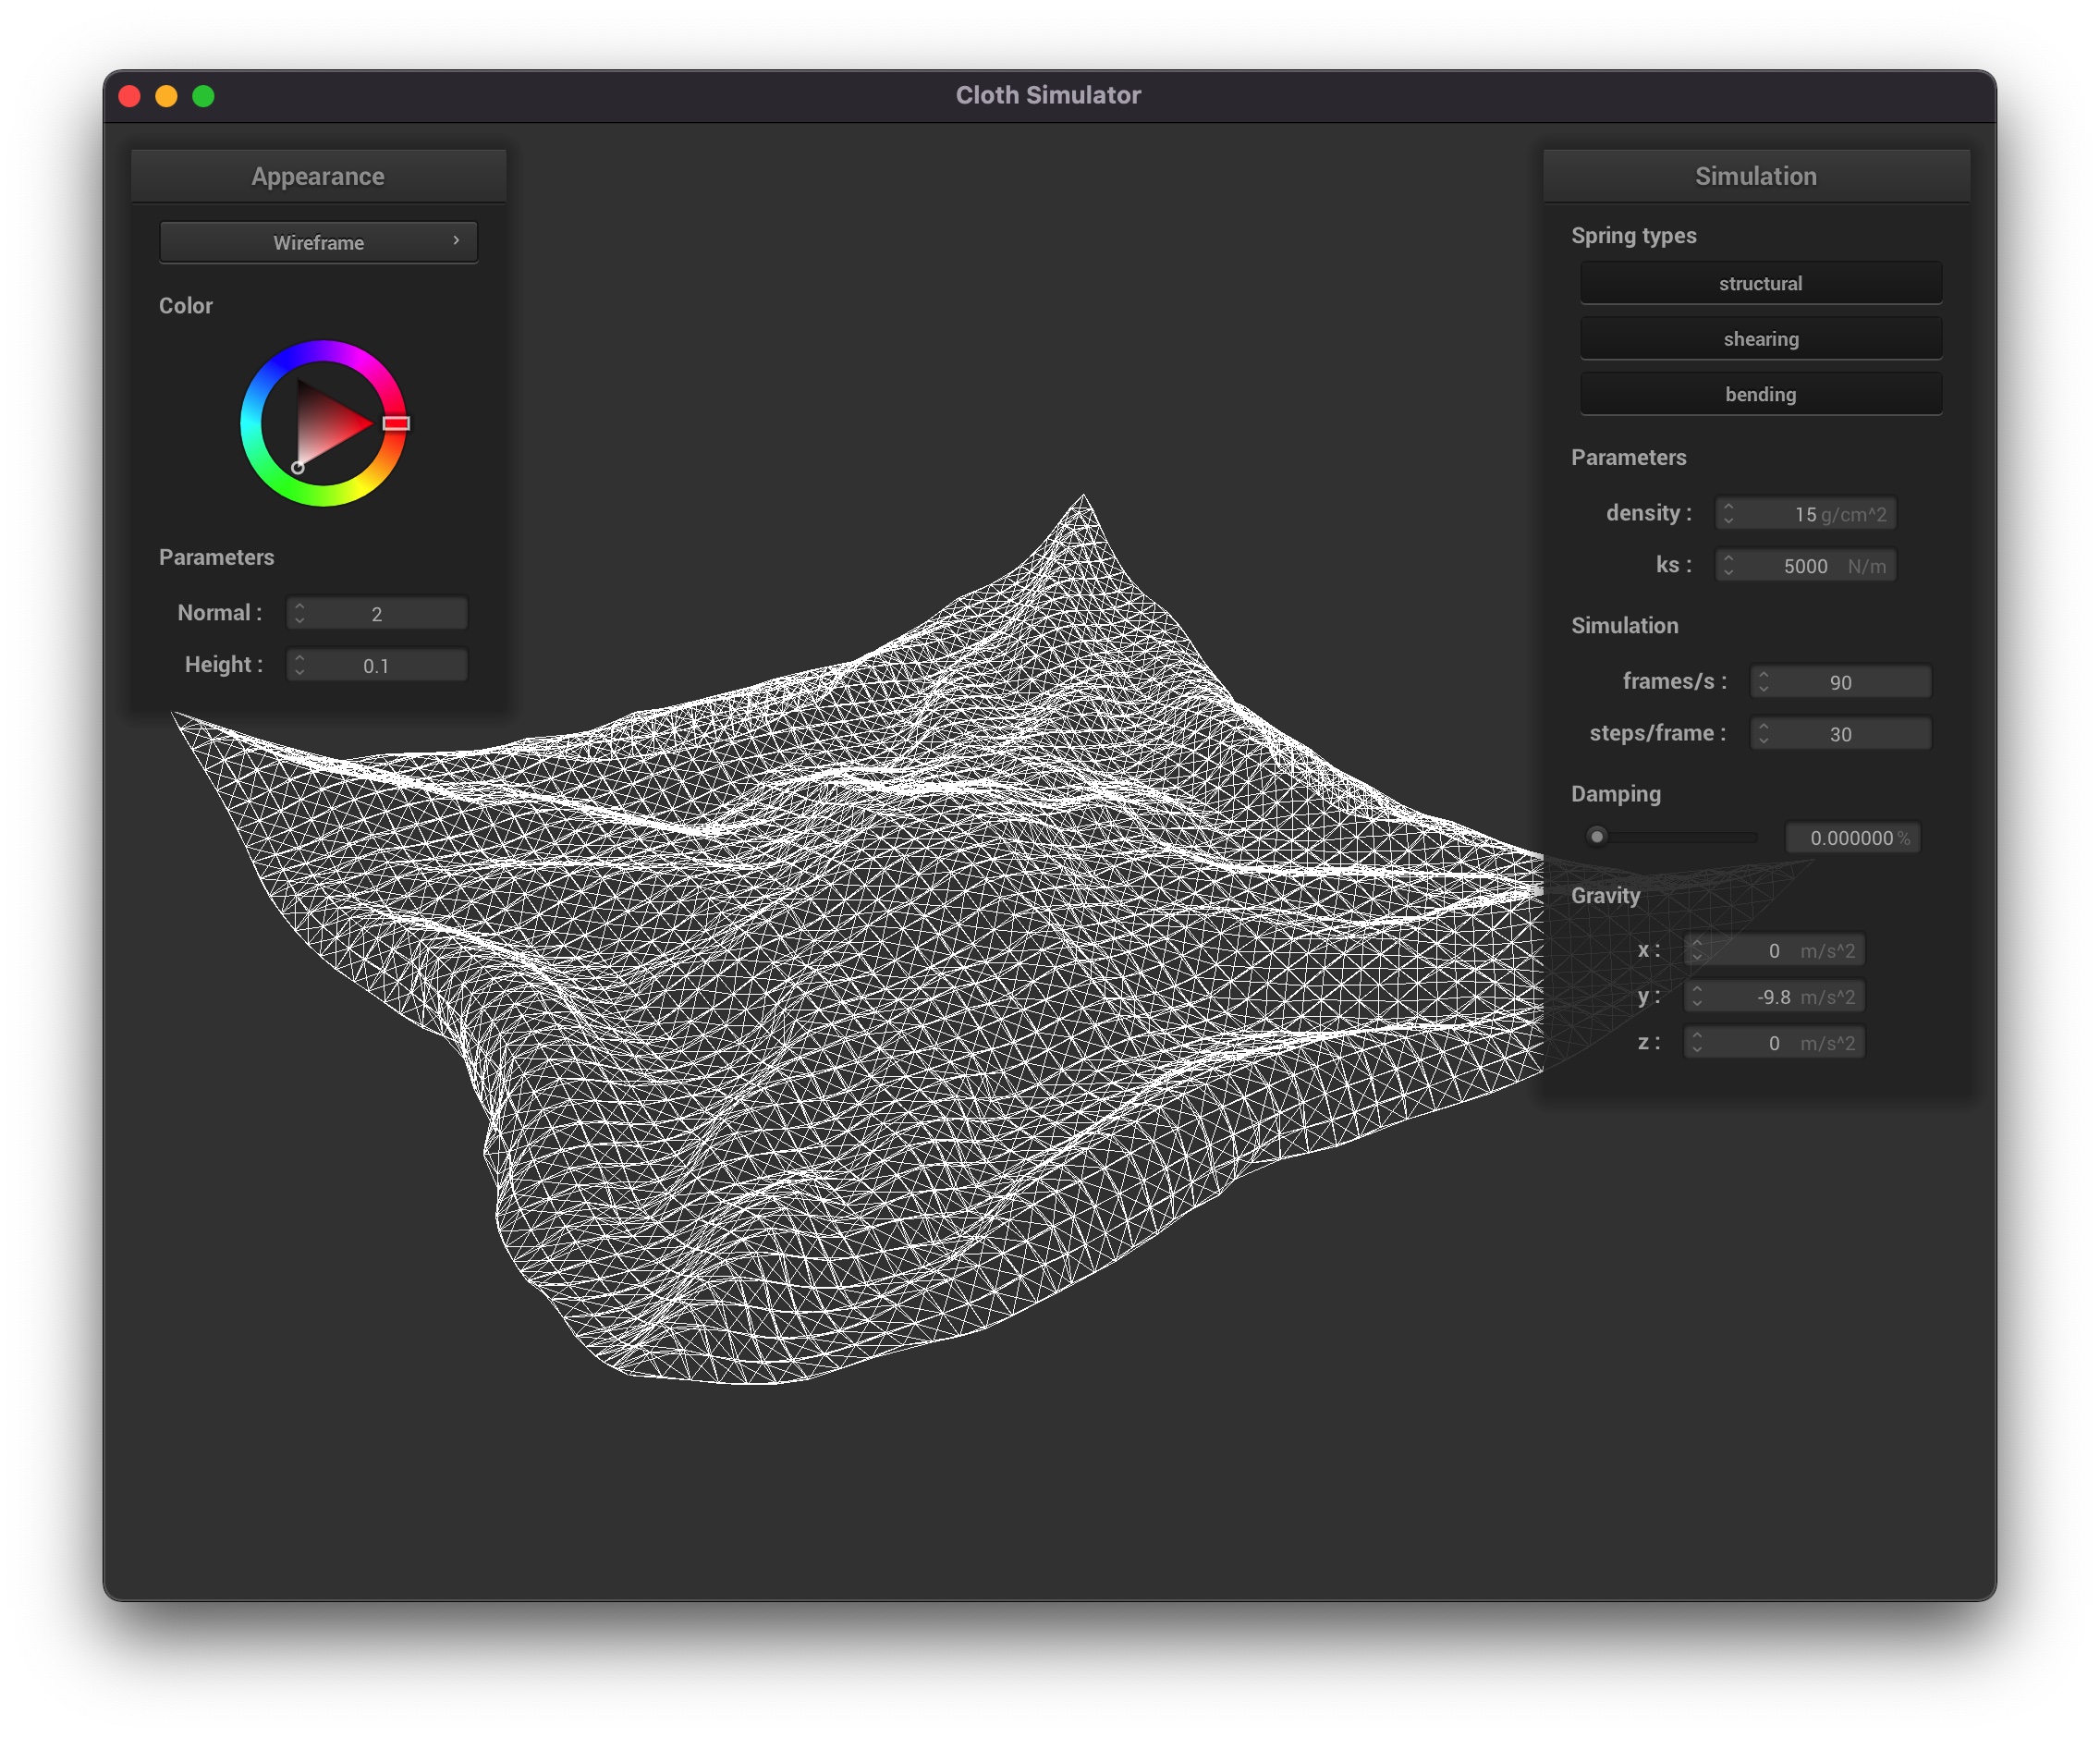 Cloth Simulator
Appearance
Wireframe
Color
Parameters
Normal : 2
Height : 0.1
Simulation
Spring types
structural
shearing
bending
Parameters
density : 15 g/cm^2
ks : 5000 N/m
Simulation
frames/s : 90
steps/frame : 30
Damping
0.000000 %
Gravity
x : 0 m/s^2
y : -9.8 m/s^2
z : 0 m/s^2